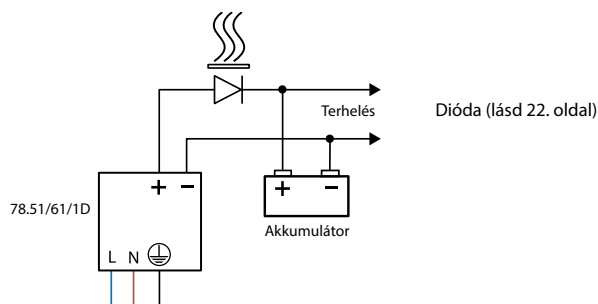 Terhelés
Dióda (lásd 22. oldal)
+ −
78.51/61/1D
+ −
Akkumulátor
L N